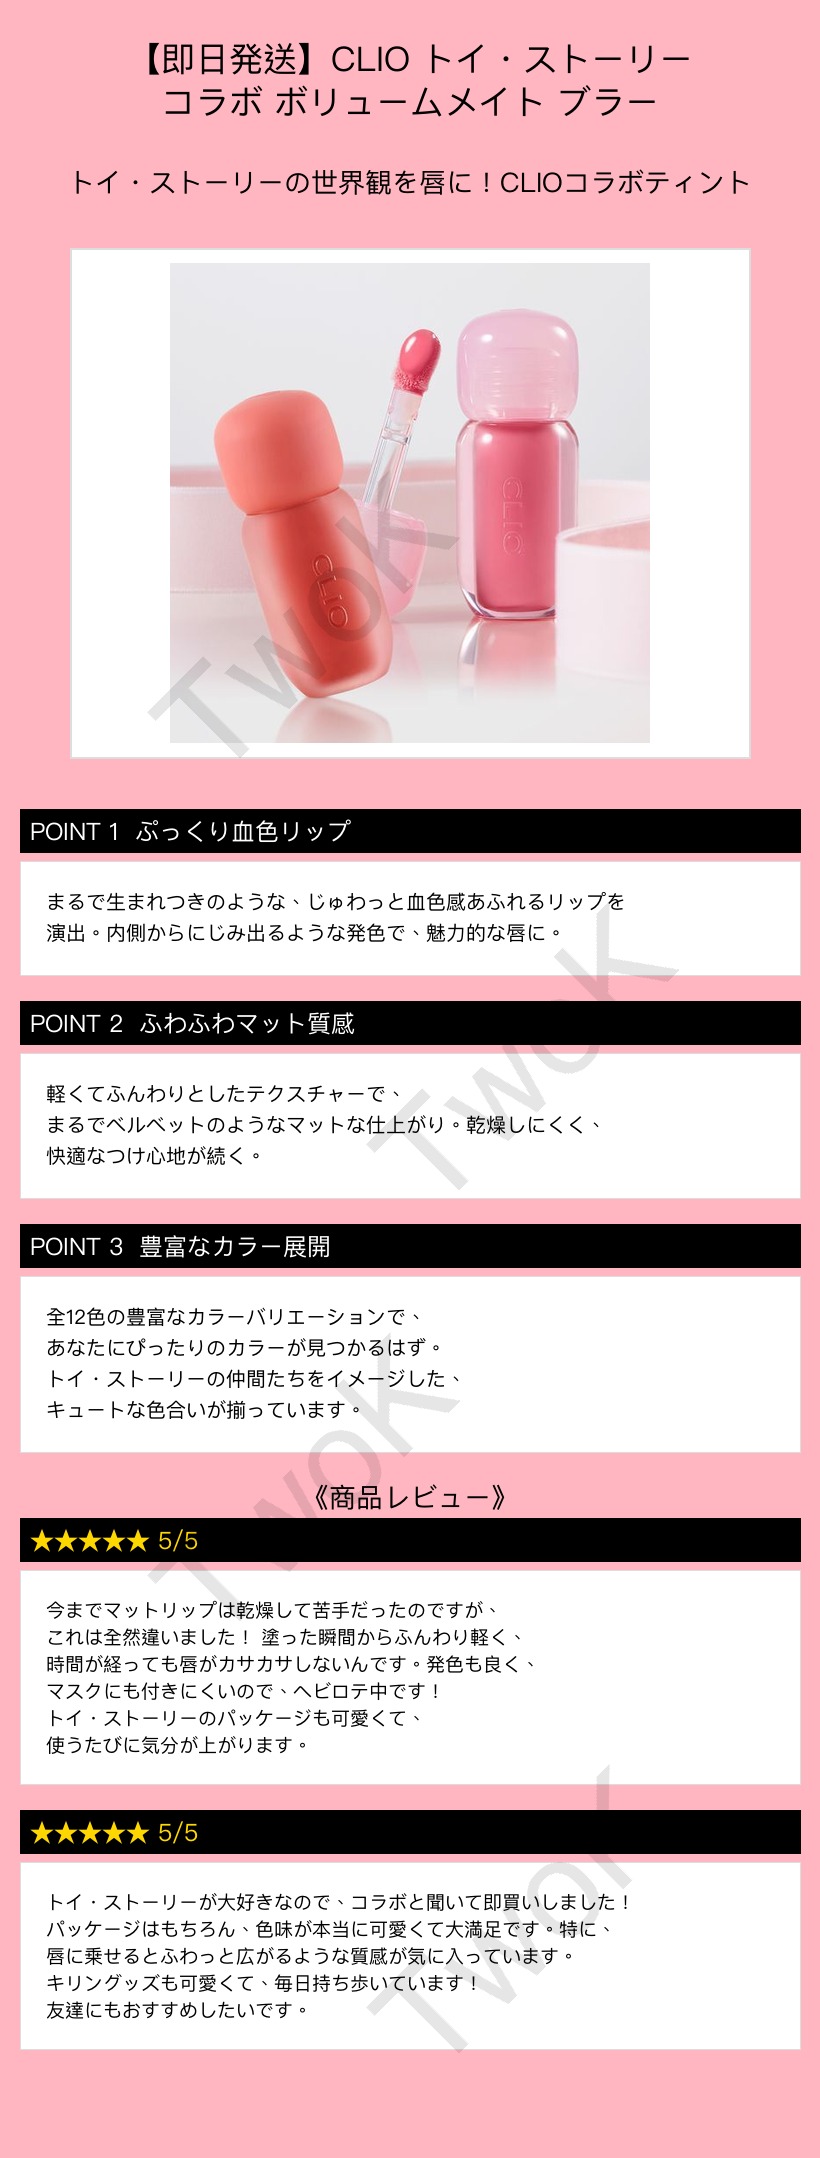 【即日発送】CLIO トイ・ストーリー
コラボ ボリュームメイト ブラー
トイ・ストーリーの世界観を唇に！CLIOコラボティント
CLIO
CLIO
TwoK
POINT 1 ぷっくり血色リップ
まるで生まれつきのような、じゅわっと血色感あふれるリップを
演出。内側からにじみ出るような発色で、魅力的な唇に。
TwoK
POINT 2 ふわふわマット質感
軽くてふんわりとしたテクスチャーで、
まるでベルベットのようなマットな仕上がり。乾燥しにくく、
快適なつけ心地が続く。
POINT 3 豊富なカラー展開
全12色の豊富なカラーバリエーションで、
あなたにぴったりのカラーが見つかるはず。
トイ・ストーリーの仲間たちをイメージした、
キュートな色合いが揃っています。
TwoK
《商品レビュー》
★★★★★ 5/5
今までマットリップは乾燥して苦手だったのですが、
これは全然違いました！ 塗った瞬間からふんわり軽く、
時間が経っても唇がカサカサしないんです。発色も良く、
マスクにも付きにくいので、ヘビロテ中です！
トイ・ストーリーのパッケージも可愛くて、
使うたびに気分が上がります。
★★★★★ 5/5
トイ・ストーリーが大好きなので、コラボと聞いて即買いしました！
パッケージはもちろん、色味が本当に可愛くて大満足です。特に、
唇に乗せるとふわっと広がるような質感が気に入っています。
キリングッズも可愛くて、毎日持ち歩いています！
友達にもおすすめしたいです。
TwoK